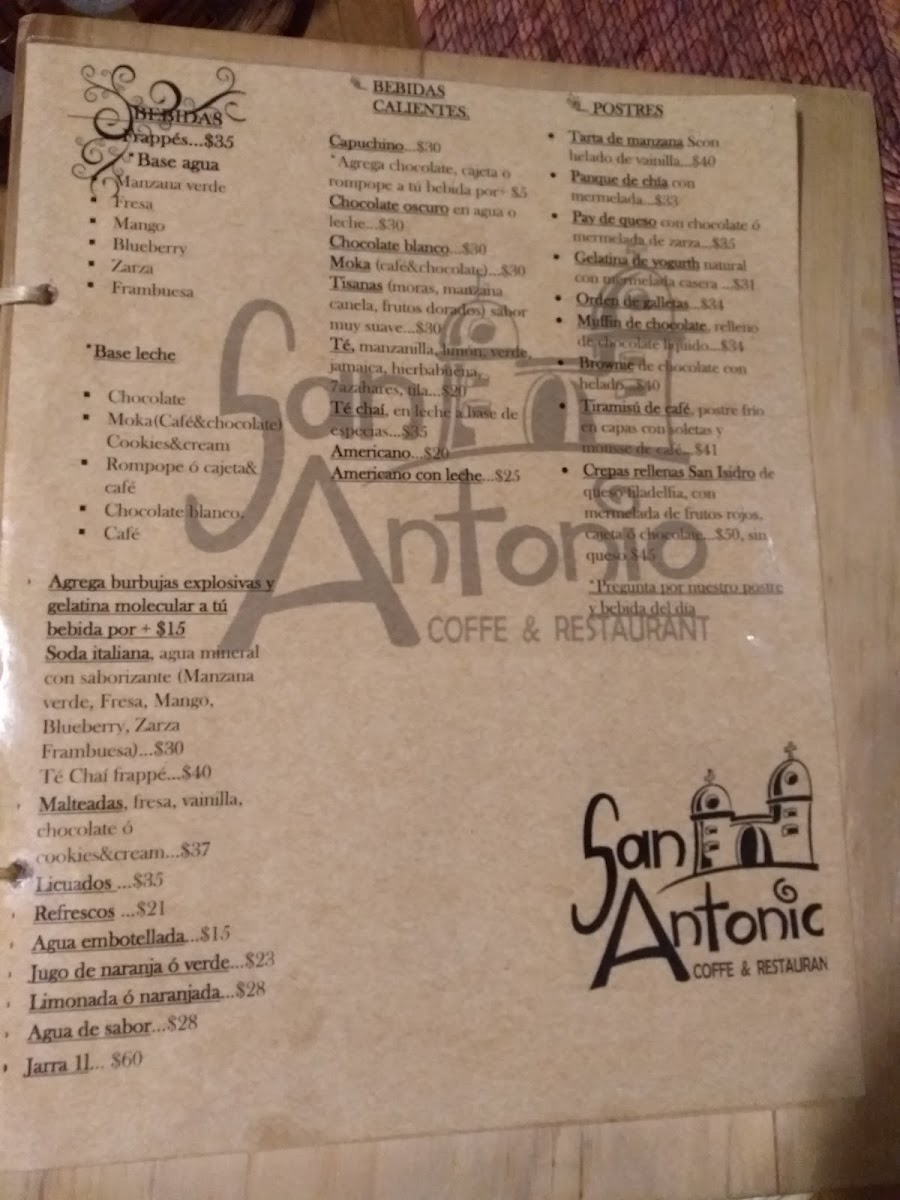 BEBIDAS
Frappés...$35
*Base agua
Manzana verde
Fresa
Mango
Blueberry
Zarza
Frambuesa
*Base leche
Chocolate
Moka(Café&chocolate)
Cookies&cream
Rompope ó cajeta&
café
Chocolate blanco,
Café
Agrega burbujas explosivas y
gelatina molecular a tú
bebida por + $15
Soda italiana, agua mineral
con saborizante (Manzana
verde, Fresa, Mango,
Blueberry, Zarza
Frambuesa)...$30
Té Chaí frappé...$40
Malteadas, fresa, vainilla,
chocolate ó
cookies&cream...$37
Licuados ...$35
Refrescos ...$21
Agua embotellada...$15
Jugo de naranja ó verde...$23
Limonada ó naranjada...$28
Agua de sabor...$28
Jarra 1l... $60
BEBIDAS
CALIENTES.
Capuchino...$30
*Agrega chocolate, cajeta o
rompope a tú bebida por+ $5
Chocolate oscuro en agua o
leche...$30
Chocolate blanco...$30
Moka (café&chocolate)...$30
Tisanas (moras, manzana
canela, frutos dorados) sabor
muy suave...$30
Té, manzanilla, limón, verde,
jamaica, hierbabuena,
7azahares, tila...$20
Té chaí, en leche a base de
especias...$35
Americano...$20
Americano con leche...$25
POSTRES
Tarta de manzana $con
helado de vainilla...$40
Panque de chía con
mermelada...$33
Pay de queso con chocolate ó
mermelada de zarza...$35
Gelatina de yogurth natural
con mermelada casera ...$31
Orden de galletas...$34
Muffin de chocolate, relleno
de chocolate líquido...$34
Brownie de chocolate con
helado...$40
Tiramisú de café, postre frio
en capas con soletas y
mousse de café...$41
Crepas rellenas San Isidro de
queso filadelfia, con
mermelada de frutos rojos,
cajeta ó chocolate...$50, sin
queso $45
*Pregunta por nuestro postre
y bebida del día
San
Antonio
COFFE & RESTAURANT
San
Antonio
COFFE & RESTAURAN